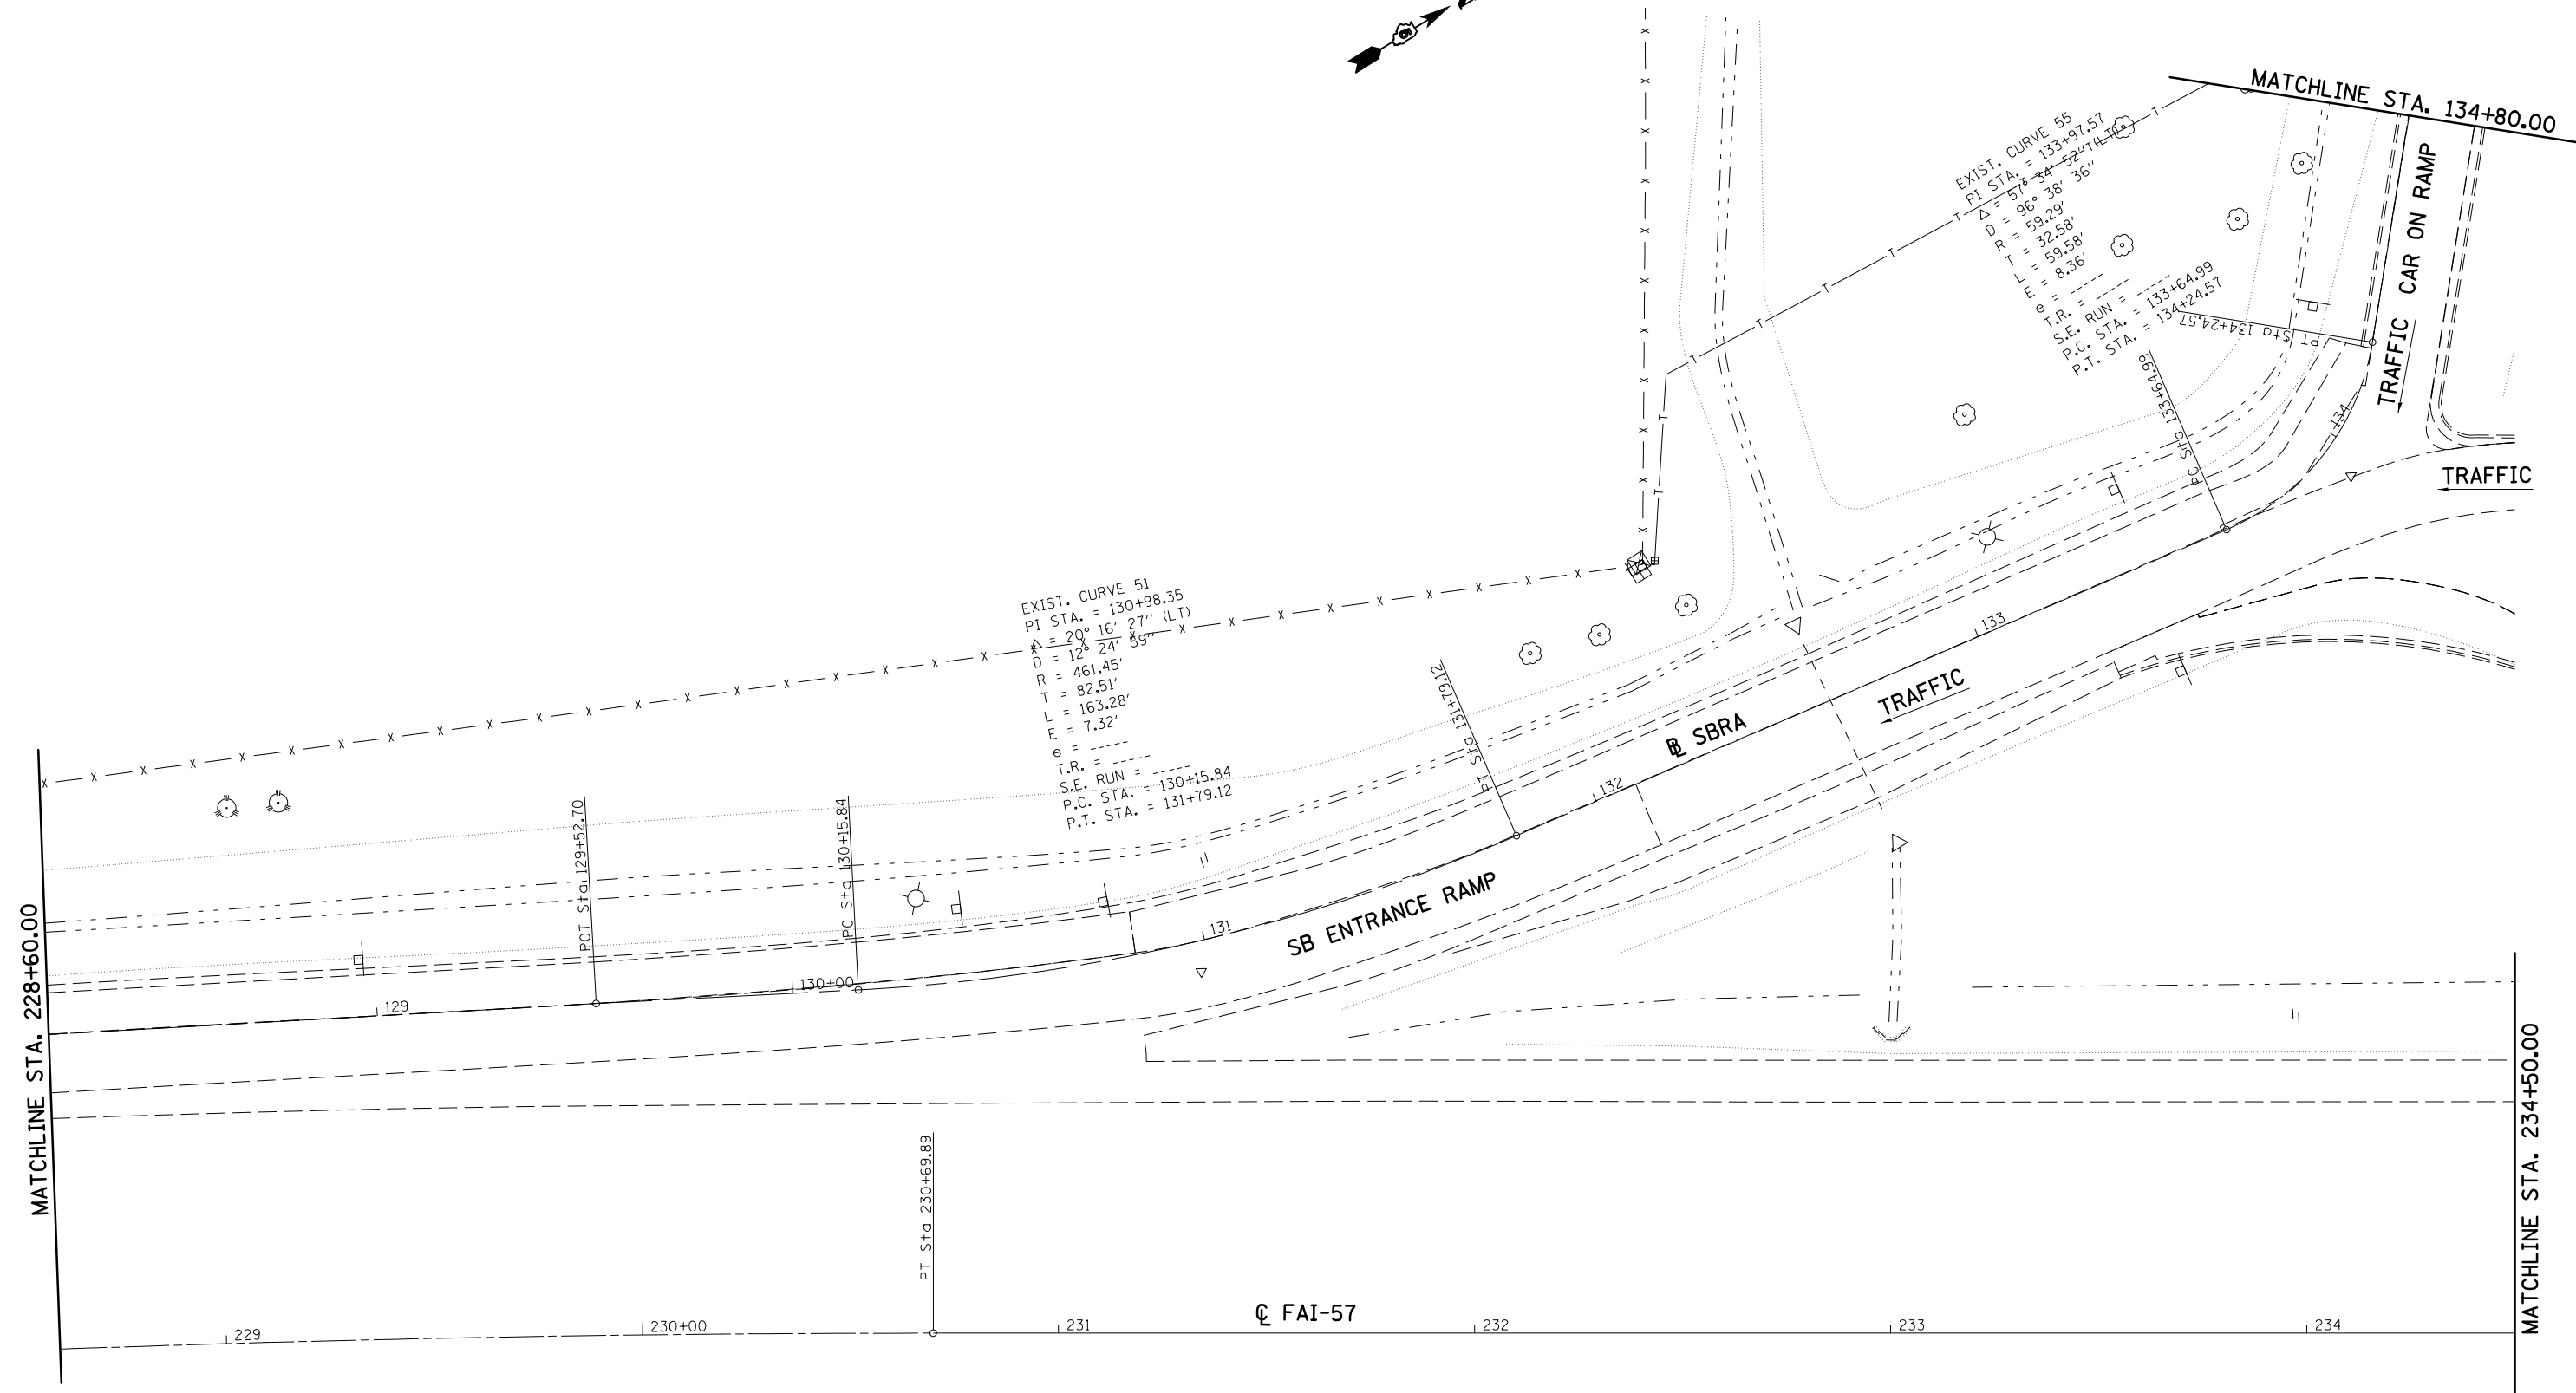 MATCHLINE STA. 134+80.00
EXIST. CURVE 55
PI STA. = 133+97.57
Δ = 57° 34' 52" (LT)
D = 96° 38' 36"
R = 59.29'
T = 32.58'
L = 59.58'
E = 8.36'
e = -----
T.R. = -----
S.E. RUN = -----
P.C. STA. = 133+64.99
P.T. STA. = 134+24.57
TRAFFIC CAR ON RAMP
PT Sta 134+24.57
PC Sta 133+64.99
134
TRAFFIC
EXIST. CURVE 51
PI STA. = 130+98.35
Δ = 20° 16' 27" (LT)
D = 12° 24' 59"
R = 461.45'
T = 82.51'
L = 163.28'
E = 7.32'
e = -----
T.R. = -----
S.E. RUN = -----
P.C. STA. = 130+15.84
P.T. STA. = 131+79.12
PT Sta 131+79.12
133
TRAFFIC
BL SBRA
132
SB ENTRANCE RAMP
131
POT Sta 129+52.70
PC Sta 130+15.84
130+00
129
MATCHLINE STA. 228+60.00
MATCHLINE STA. 234+50.00
PT Sta 230+69.89
CL FAI-57
229
230+00
231
232
233
234